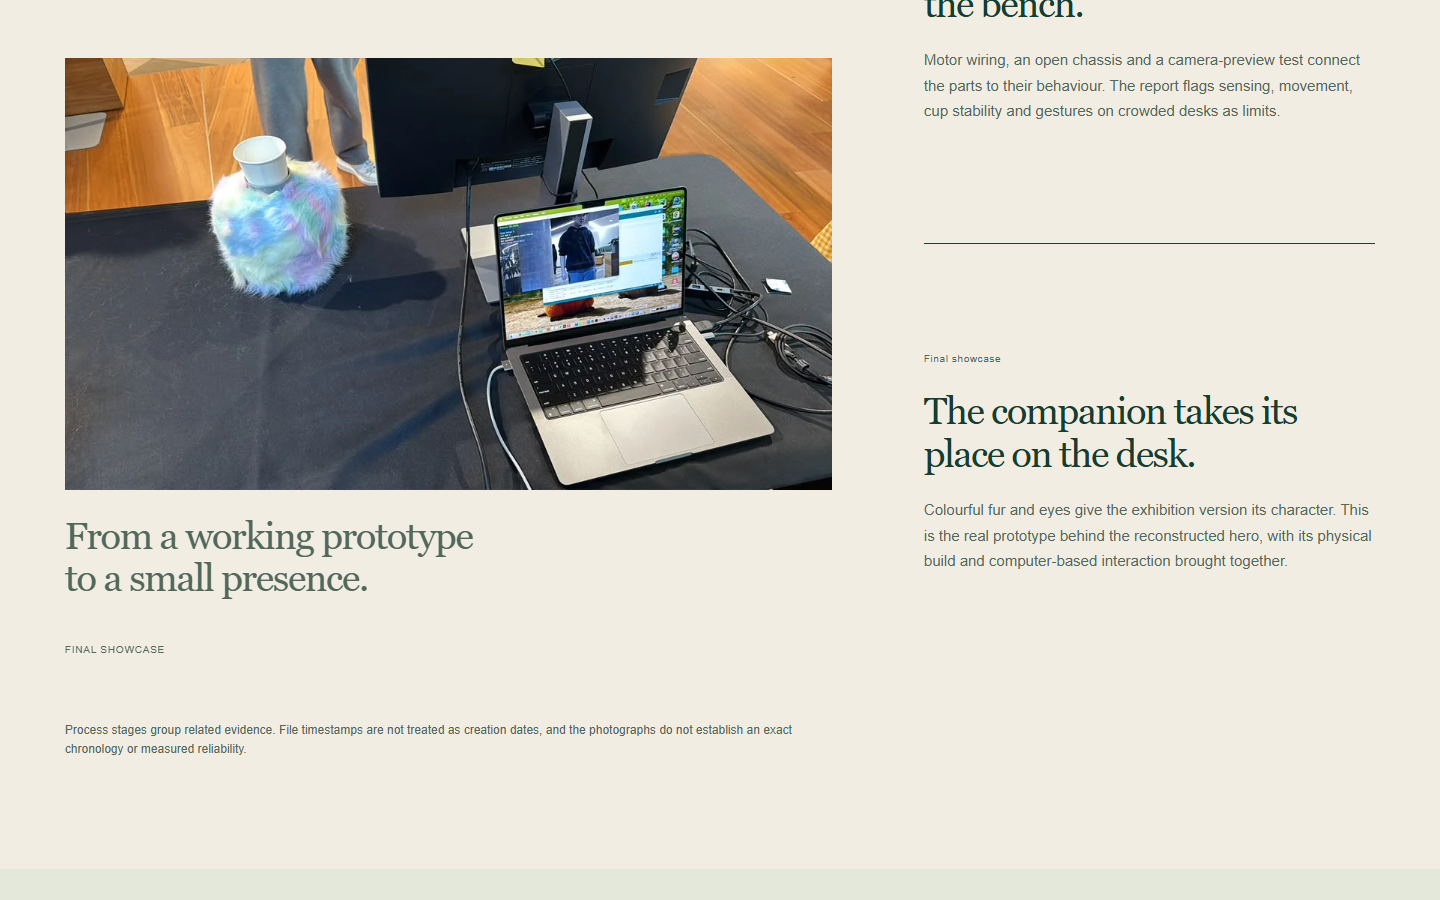 the bench.
Motor wiring, an open chassis and a camera-preview test connect
the parts to their behaviour. The report flags sensing, movement,
cup stability and gestures on crowded desks as limits.
From a working prototype
to a small presence.
FINAL SHOWCASE
Process stages group related evidence. File timestamps are not treated as creation dates, and the photographs do not establish an exact
chronology or measured reliability.
Final showcase
The companion takes its
place on the desk.
Colourful fur and eyes give the exhibition version its character. This
is the real prototype behind the reconstructed hero, with its physical
build and computer-based interaction brought together.